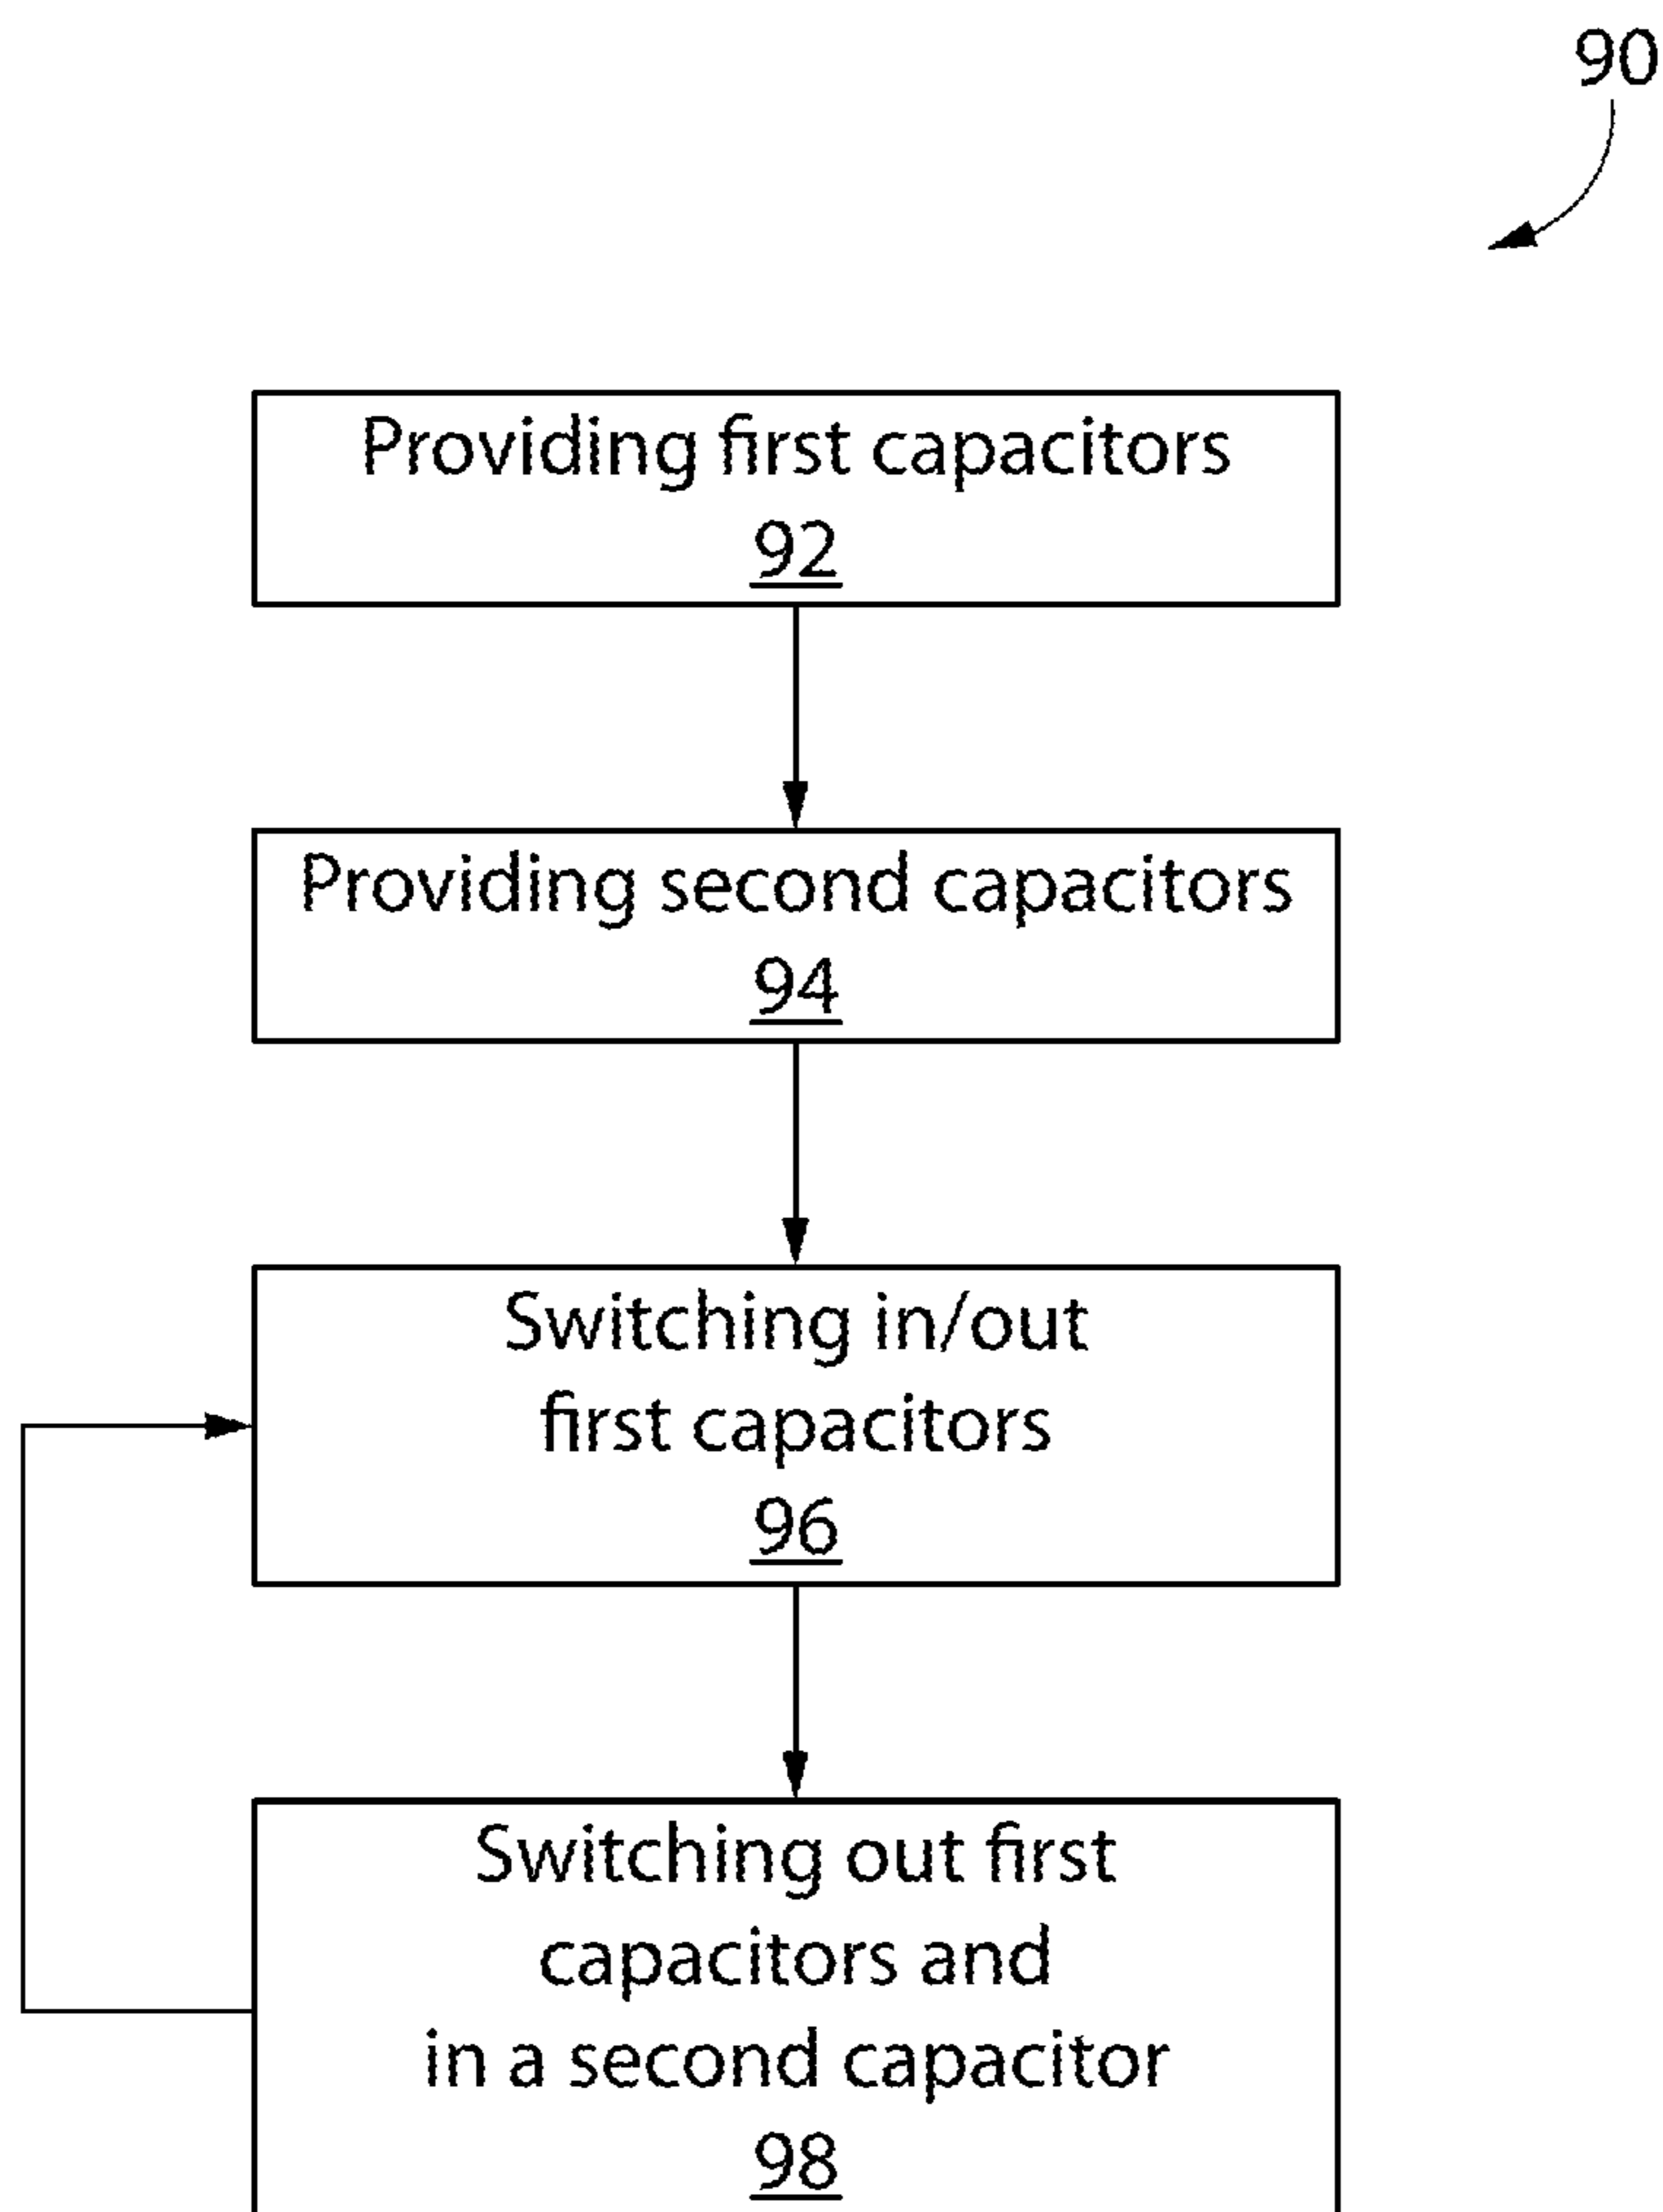 90
Providing first capacitors
92
Providing second capacitors
94
Switching in/out
first capacitors
96
Switching out first
capacitors and
in a second capacitor
98